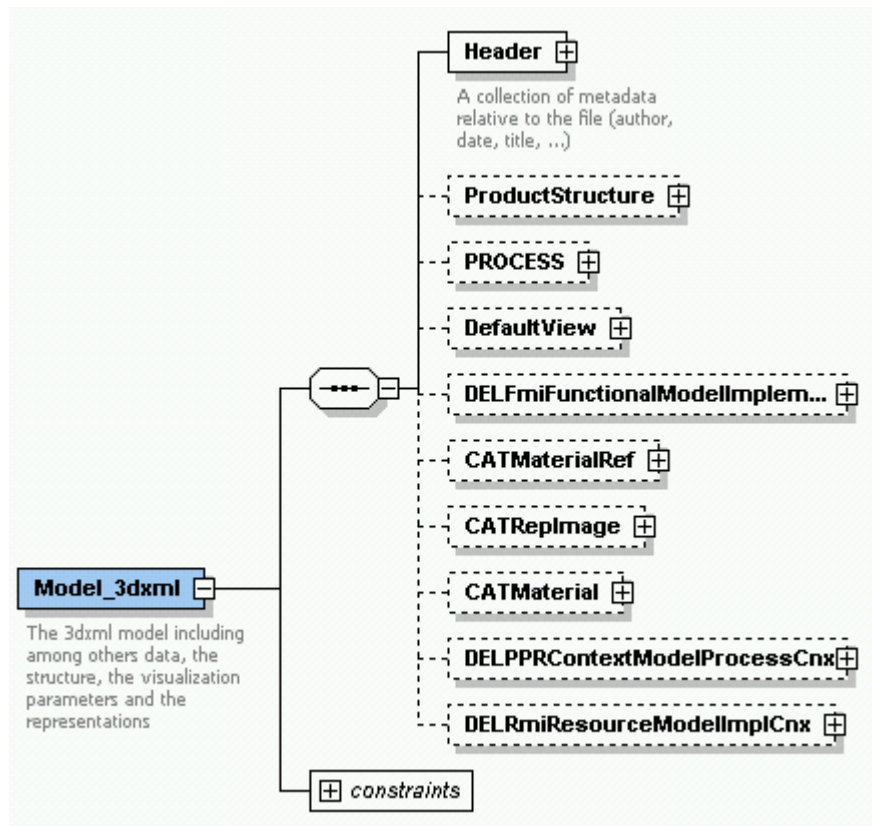 Header
A collection of metadata
relative to the file (author,
date, title, ...)
ProductStructure
PROCESS
DefaultView
DELFmiFunctionalModelImplem...
CATMaterialRef
CATRepImage
CATMaterial
DELPPRContextModelProcessCnx
DELRmiResourceModelImplCnx
Model_3dxml
The 3dxml model including
among others data, the
structure, the visualization
parameters and the
representations
constraints